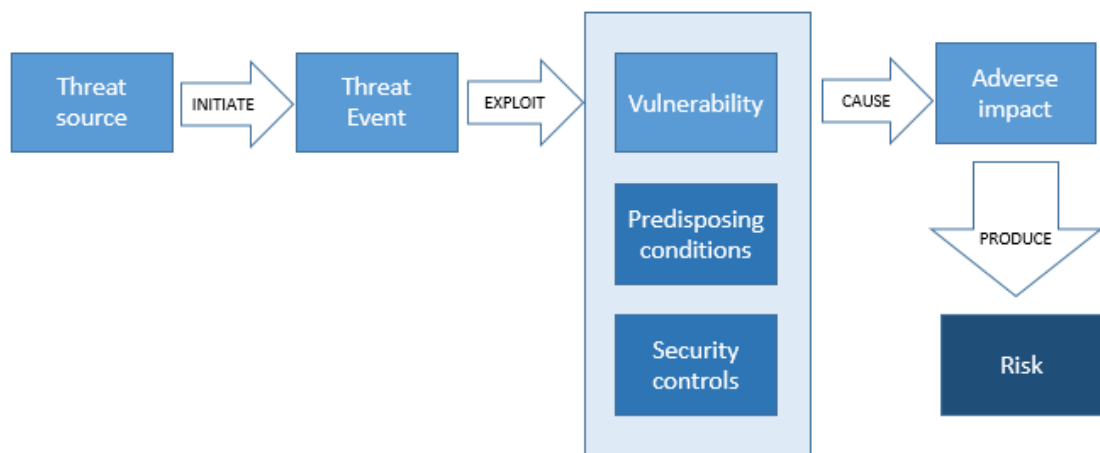 Threat
source
INITIATE
Threat
Event
EXPLOIT
Vulnerability
CAUSE
Adverse
impact
Predisposing
conditions
PRODUCE
Security
controls
Risk